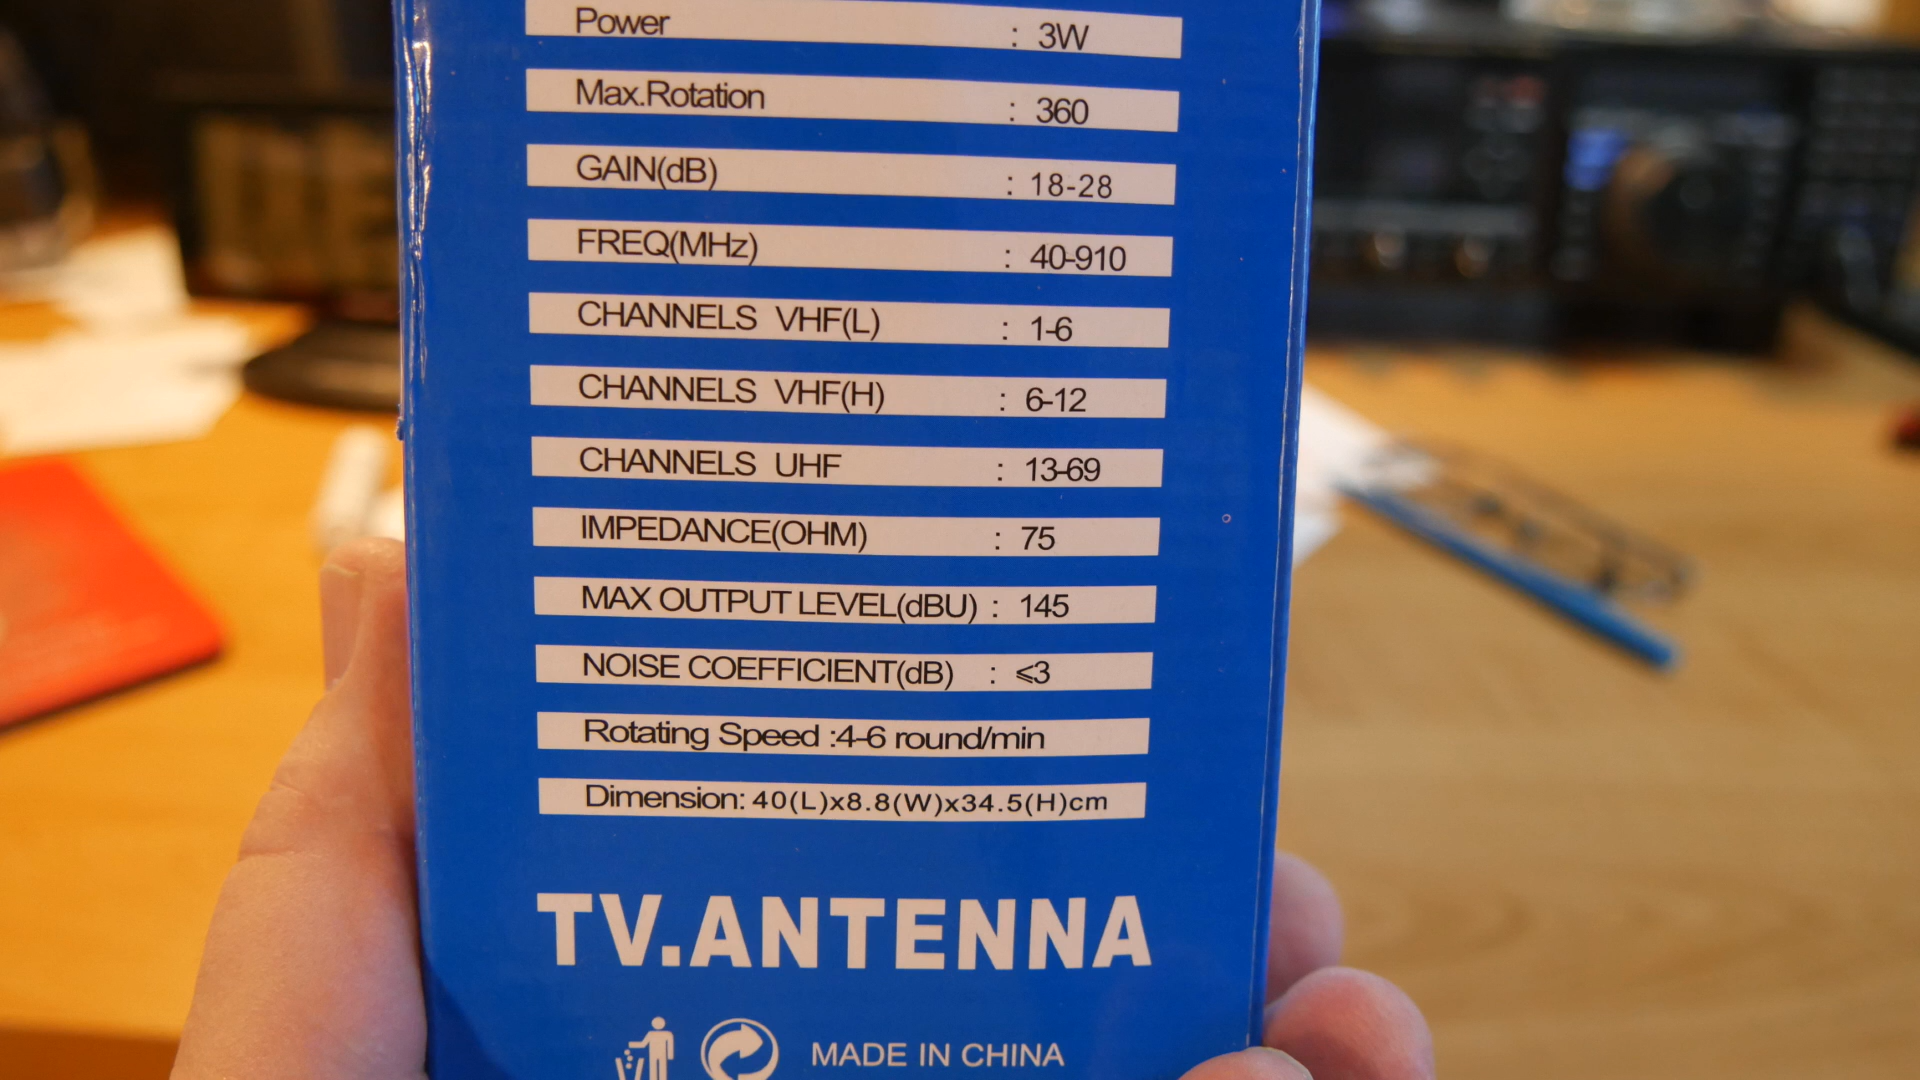 Power : 3W
Max.Rotation : 360
GAIN(dB) : 18-28
FREQ(MHz) : 40-910
CHANNELS VHF(L) : 1-6
CHANNELS VHF(H) : 6-12
CHANNELS UHF : 13-69
IMPEDANCE(OHM) : 75
MAX OUTPUT LEVEL(dBU) : 145
NOISE COEFFICIENT(dB) : ⩽3
Rotating Speed :4-6 round/min
Dimension: 40(L)x8.8(W)x34.5(H)cm
TV.ANTENNA
MADE IN CHINA